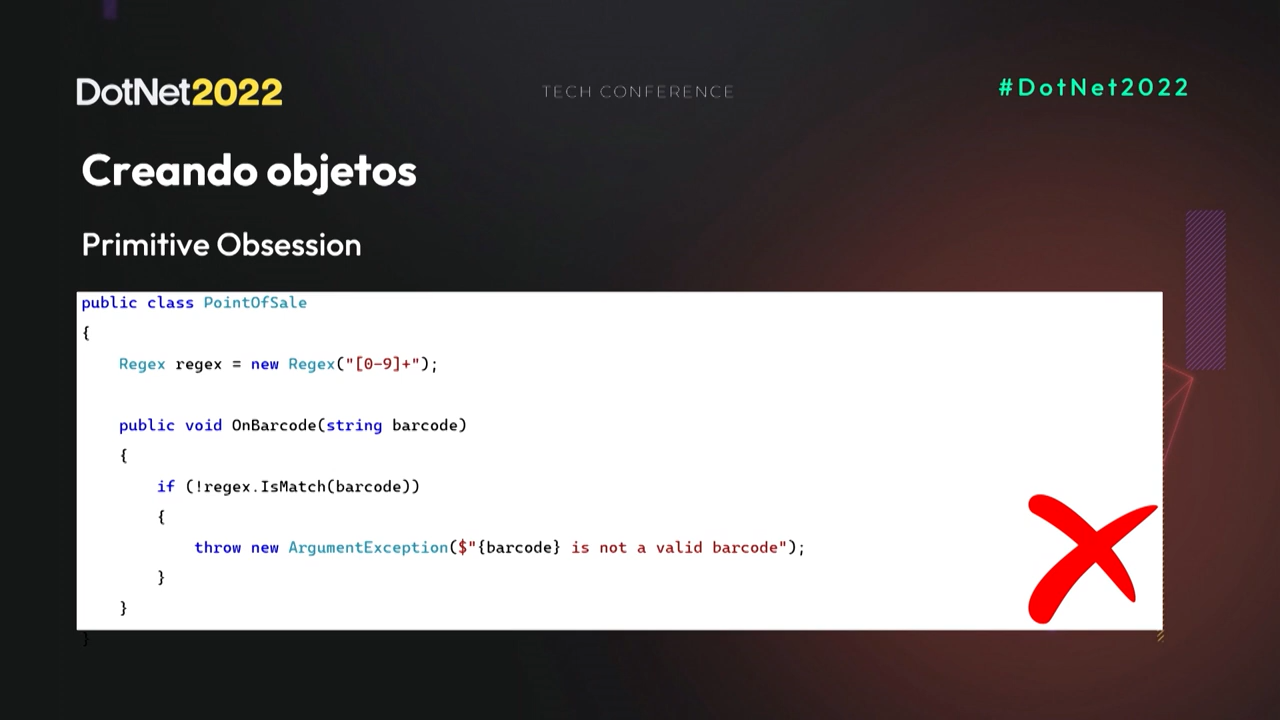 DotNet2022
TECH CONFERENCE
#DotNet2022
Creando objetos
Primitive Obsession
public class PointOfSale
{
    Regex regex = new Regex("[0-9]+");
    public void OnBarcode(string barcode)
    {
        if (!regex.IsMatch(barcode))
        {
            throw new ArgumentException($"{barcode} is not a valid barcode");
        }
    }
}